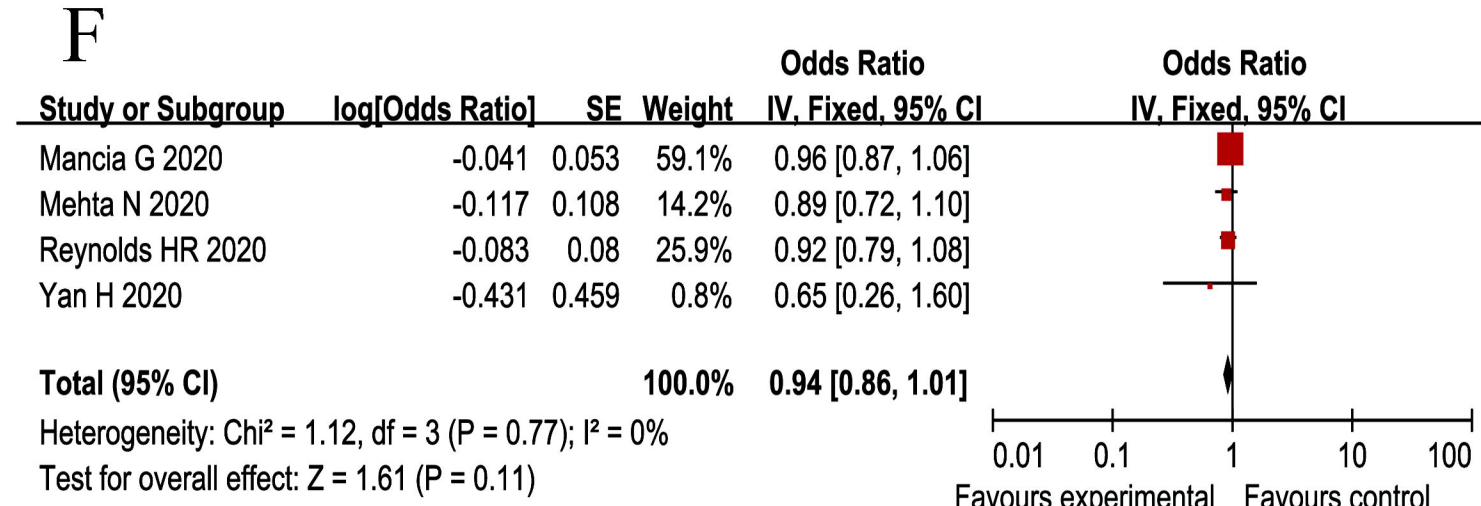 F
Odds Ratio Odds Ratio
Study or Subgroup log[Odds Ratio] SE Weight IV, Fixed, 95% CI IV, Fixed, 95% CI
Mancia G 2020 -0.041 0.053 59.1% 0.96 [0.87, 1.06]
Mehta N 2020 -0.117 0.108 14.2% 0.89 [0.72, 1.10]
Reynolds HR 2020 -0.083 0.08 25.9% 0.92 [0.79, 1.08]
Yan H 2020 -0.431 0.459 0.8% 0.65 [0.26, 1.60]
Total (95% CI) 100.0% 0.94 [0.86, 1.01]
Heterogeneity: Chi² = 1.12, df = 3 (P = 0.77); I² = 0%
Test for overall effect: Z = 1.61 (P = 0.11)
0.01 0.1 1 10 100
Favours experimental Favours control